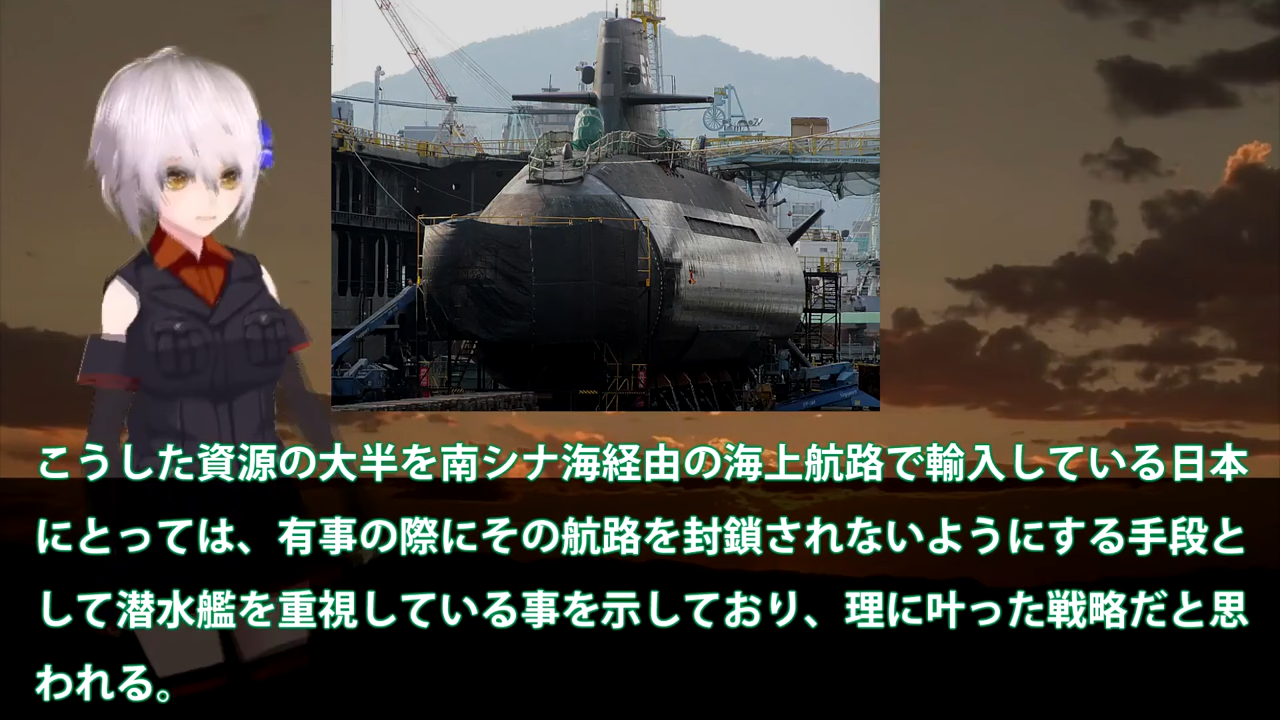 こうした資源の大半を南シナ海経由の海上航路で輸入している日本
にとっては、有事の際にその航路を封鎖されないようにする手段と
して潜水艦を重視している事を示しており、理に叶った戦略だと思
われる。